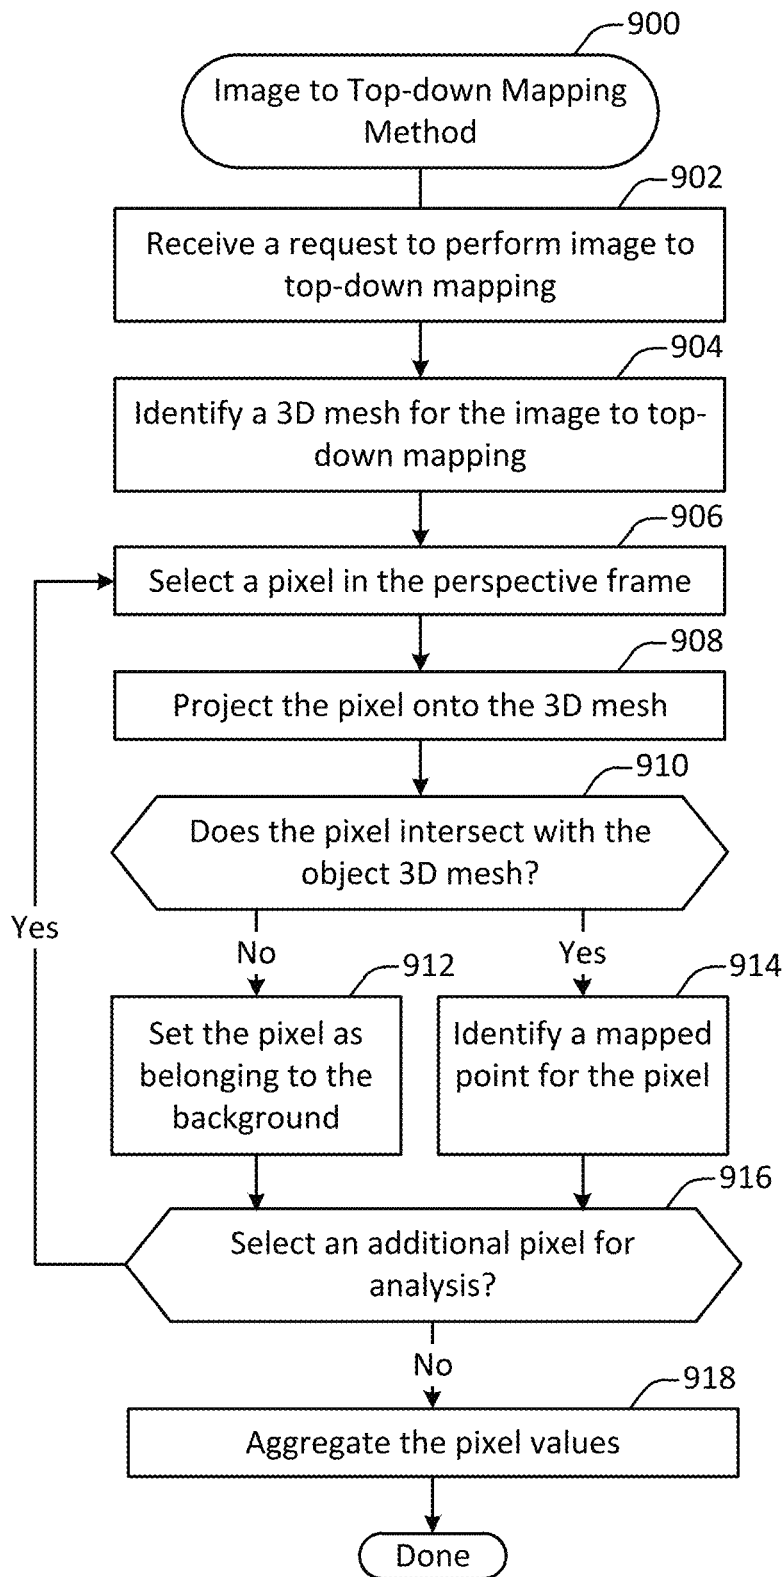 900
Image to Top-down Mapping
Method
902
Receive a request to perform image to
top-down mapping
904
Identify a 3D mesh for the image to top-
down mapping
906
Select a pixel in the perspective frame
908
Project the pixel onto the 3D mesh
910
Does the pixel intersect with the
object 3D mesh?
Yes
No
Yes
912
914
Set the pixel as
belonging to the
background
Identify a mapped
point for the pixel
916
Select an additional pixel for
analysis?
No
918
Aggregate the pixel values
Done